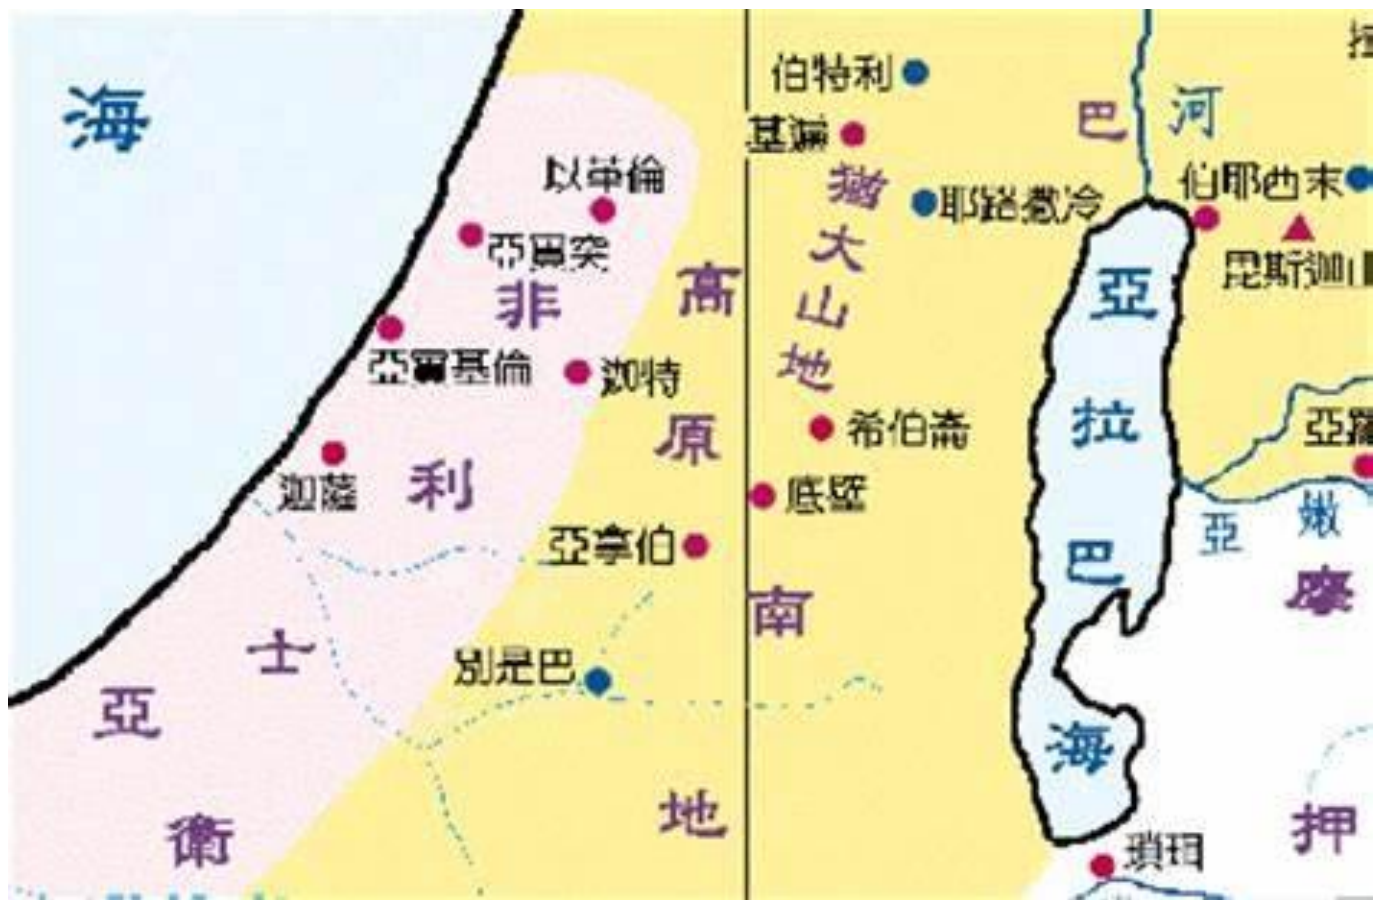 海
伯特利
巴
河
基遍
以革倫
猶大山地
耶路撒冷
伯耶西末
亞實突
毘斯迦山
非利士
高原
亞拉巴海
亞實基倫
迦特
希伯崙
亞羅
迦薩
底璧
亞嫩
亞拿伯
摩押
南地
別是巴
亞衛
瑣珥